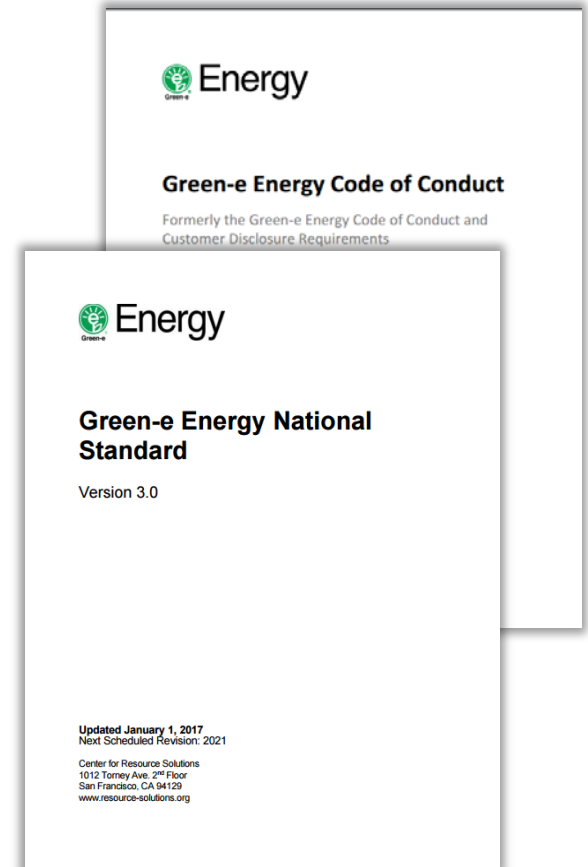 Green-e
Energy
Green-e Energy Code of Conduct
Formerly the Green-e Energy Code of Conduct and
Customer Disclosure Requirements
Green-e
Energy
Green-e Energy National
Standard
Version 3.0
Updated January 1, 2017
Next Scheduled Revision: 2021
Center for Resource Solutions
1012 Torney Ave. 2nd Floor
San Francisco, CA 94129
www.resource-solutions.org